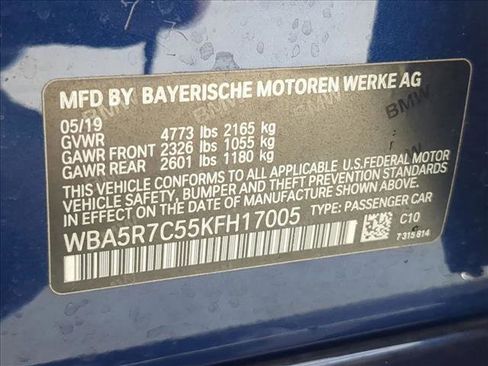 MFD BY BAYERISCHE MOTOREN WERKE AG
05/19
GVWR 4773 lbs 2165 kg
GAWR FRONT 2326 lbs 1055 kg
GAWR REAR 2601 lbs 1180 kg
THIS VEHICLE CONFORMS TO ALL APPLICABLE U.S.FEDERAL MOTOR
VEHICLE SAFETY, BUMPER AND THEFT PREVENTION STANDARDS
IN EFFECT ON THE DATE OF MANUFACTURE SHOWN ABOVE.
WBA5R7C55KFH17005 TYPE: PASSENGER CAR
C10
7315814
BMW
BMW